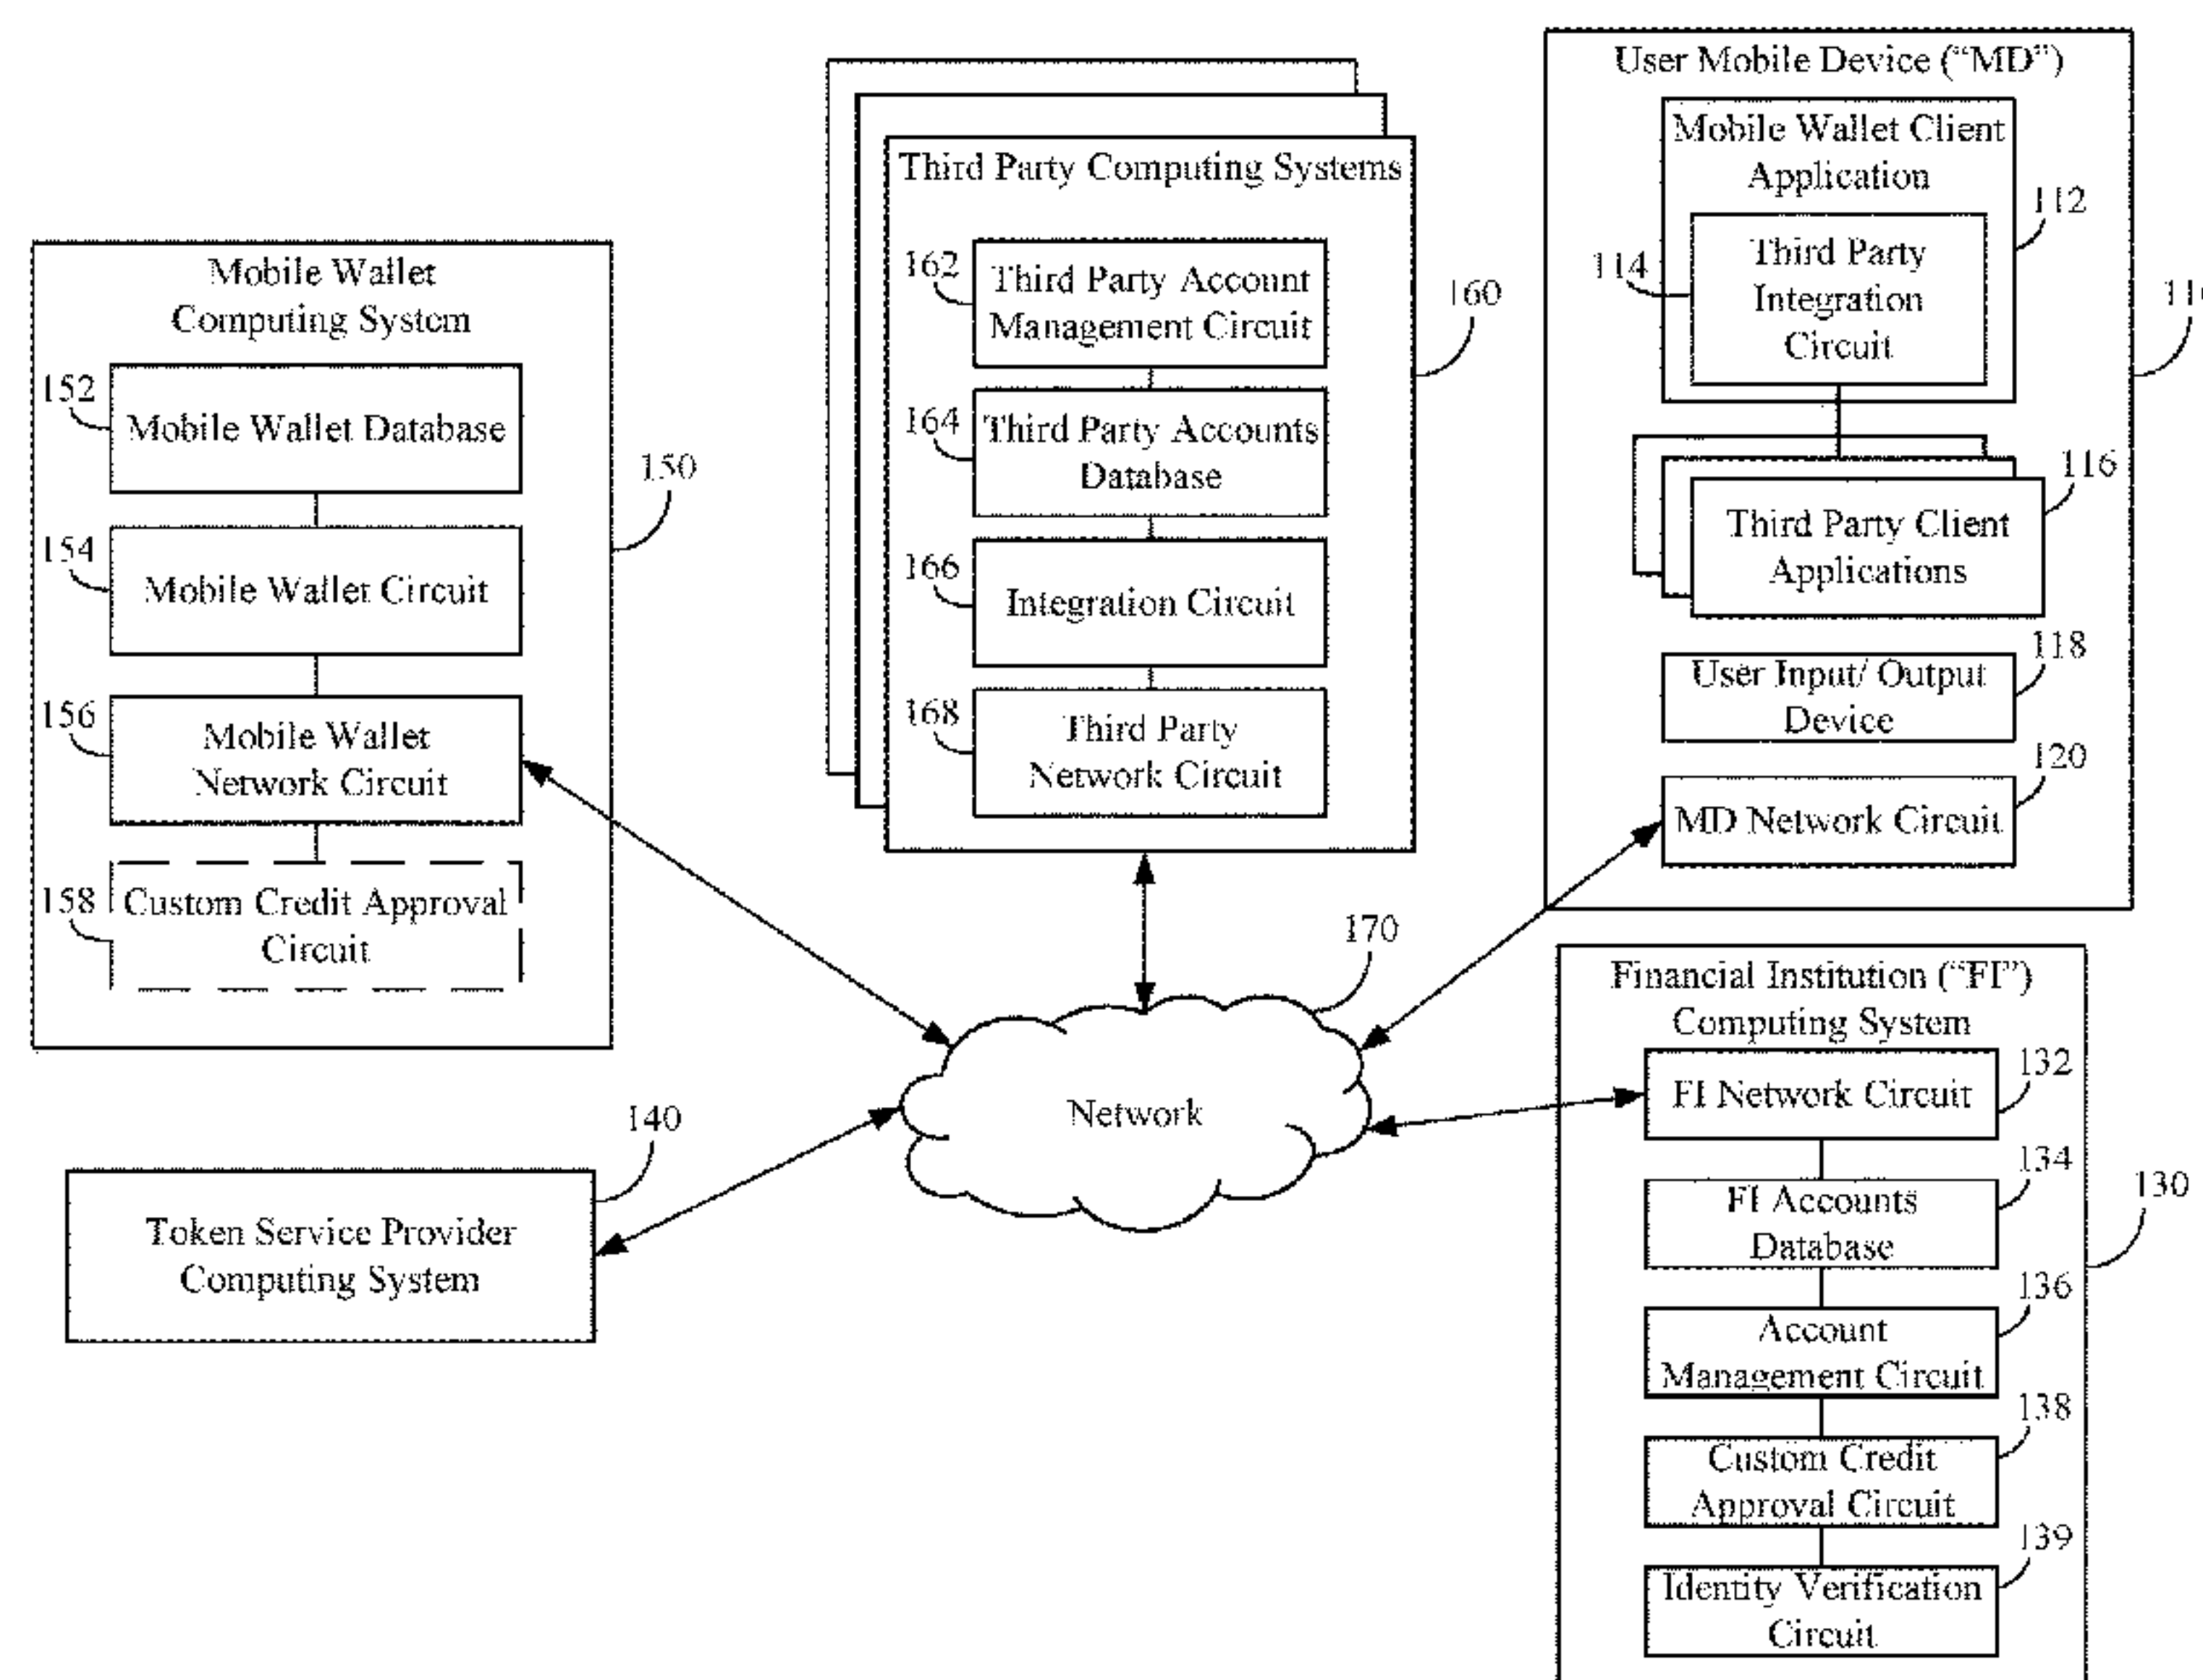 Mobile Wallet
Computing System
152
Mobile Wallet Database
154
Mobile Wallet Circuit
156
Mobile Wallet
Network Circuit
158
Custom Credit Approval
Circuit
150
Third Party Computing Systems
162
Third Party Account
Management Circuit
164
Third Party Accounts
Database
166
Integration Circuit
168
Third Party
Network Circuit
160
User Mobile Device (“MD”)
Mobile Wallet Client
Application
112
114
Third Party
Integration
Circuit
116
Third Party Client
Applications
118
User Input/ Output
Device
120
MD Network Circuit
170
Network
140
Token Service Provider
Computing System
Financial Institution (“FI”)
Computing System
132
FI Network Circuit
134
FI Accounts
Database
130
136
Account
Management Circuit
138
Custom Credit
Approval Circuit
139
Identity Verification
Circuit